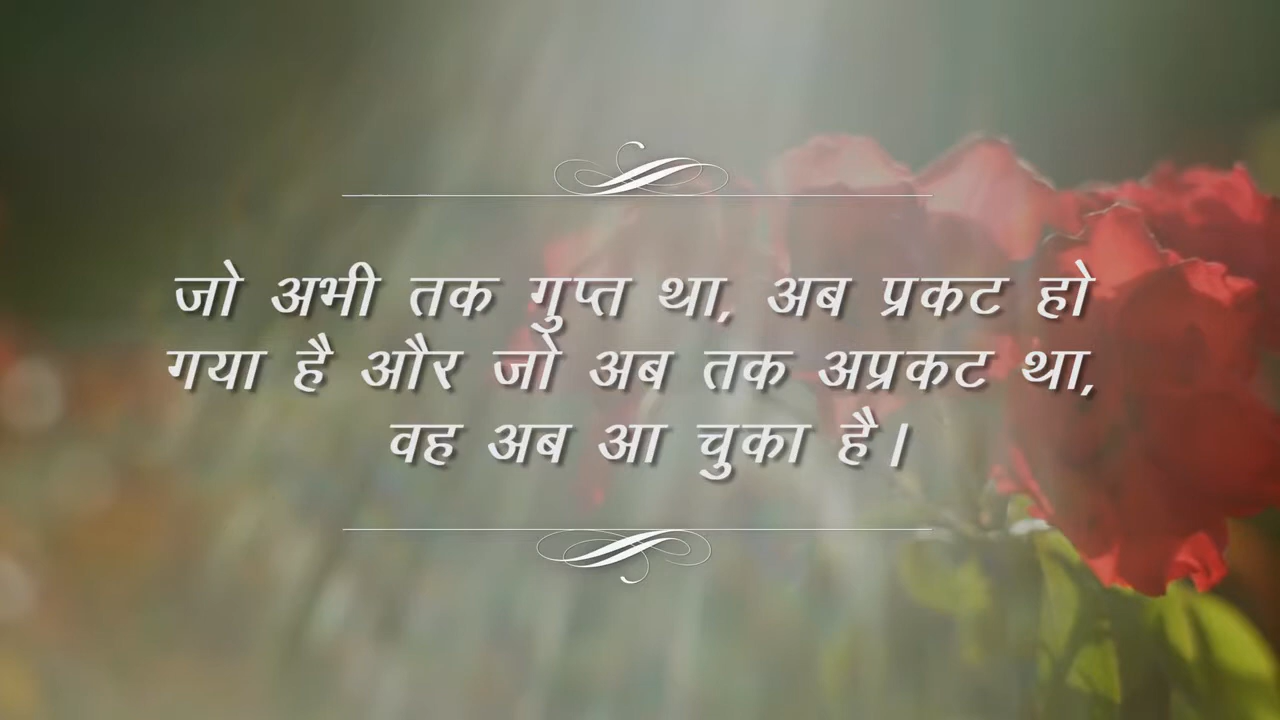 जो अभी तक गुप्त था, अब प्रकट हो
गया है और जो अब तक अप्रकट था,
वह अब आ चुका है।